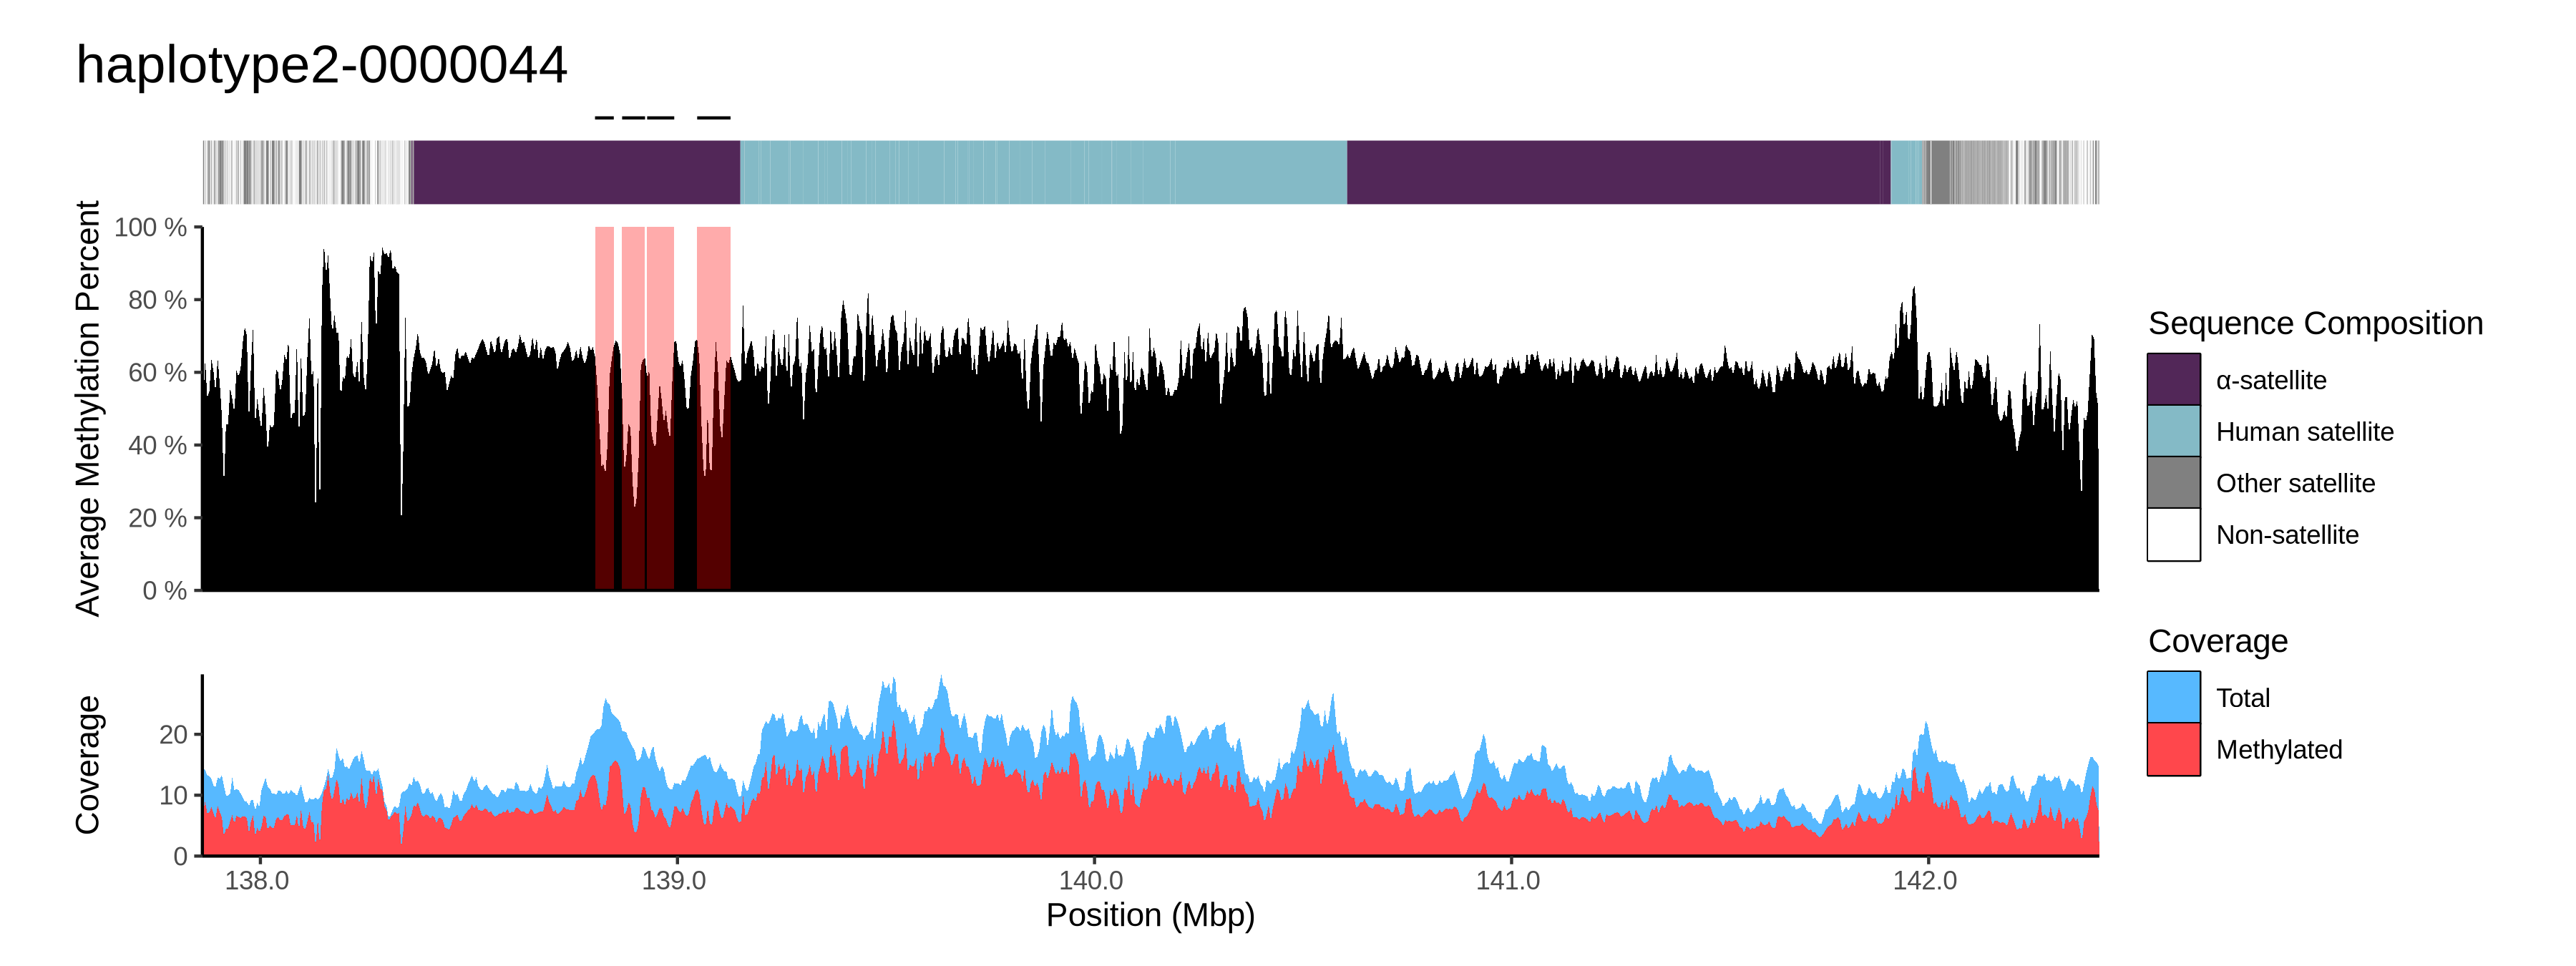 haplotype2-0000044
Average Methylation Percent
100 %
80 %
60 %
40 %
20 %
0 %
Coverage
20
10
0
138.0 139.0 140.0 141.0 142.0
Position (Mbp)
Sequence Composition
α-satellite
Human satellite
Other satellite
Non-satellite
Coverage
Total
Methylated